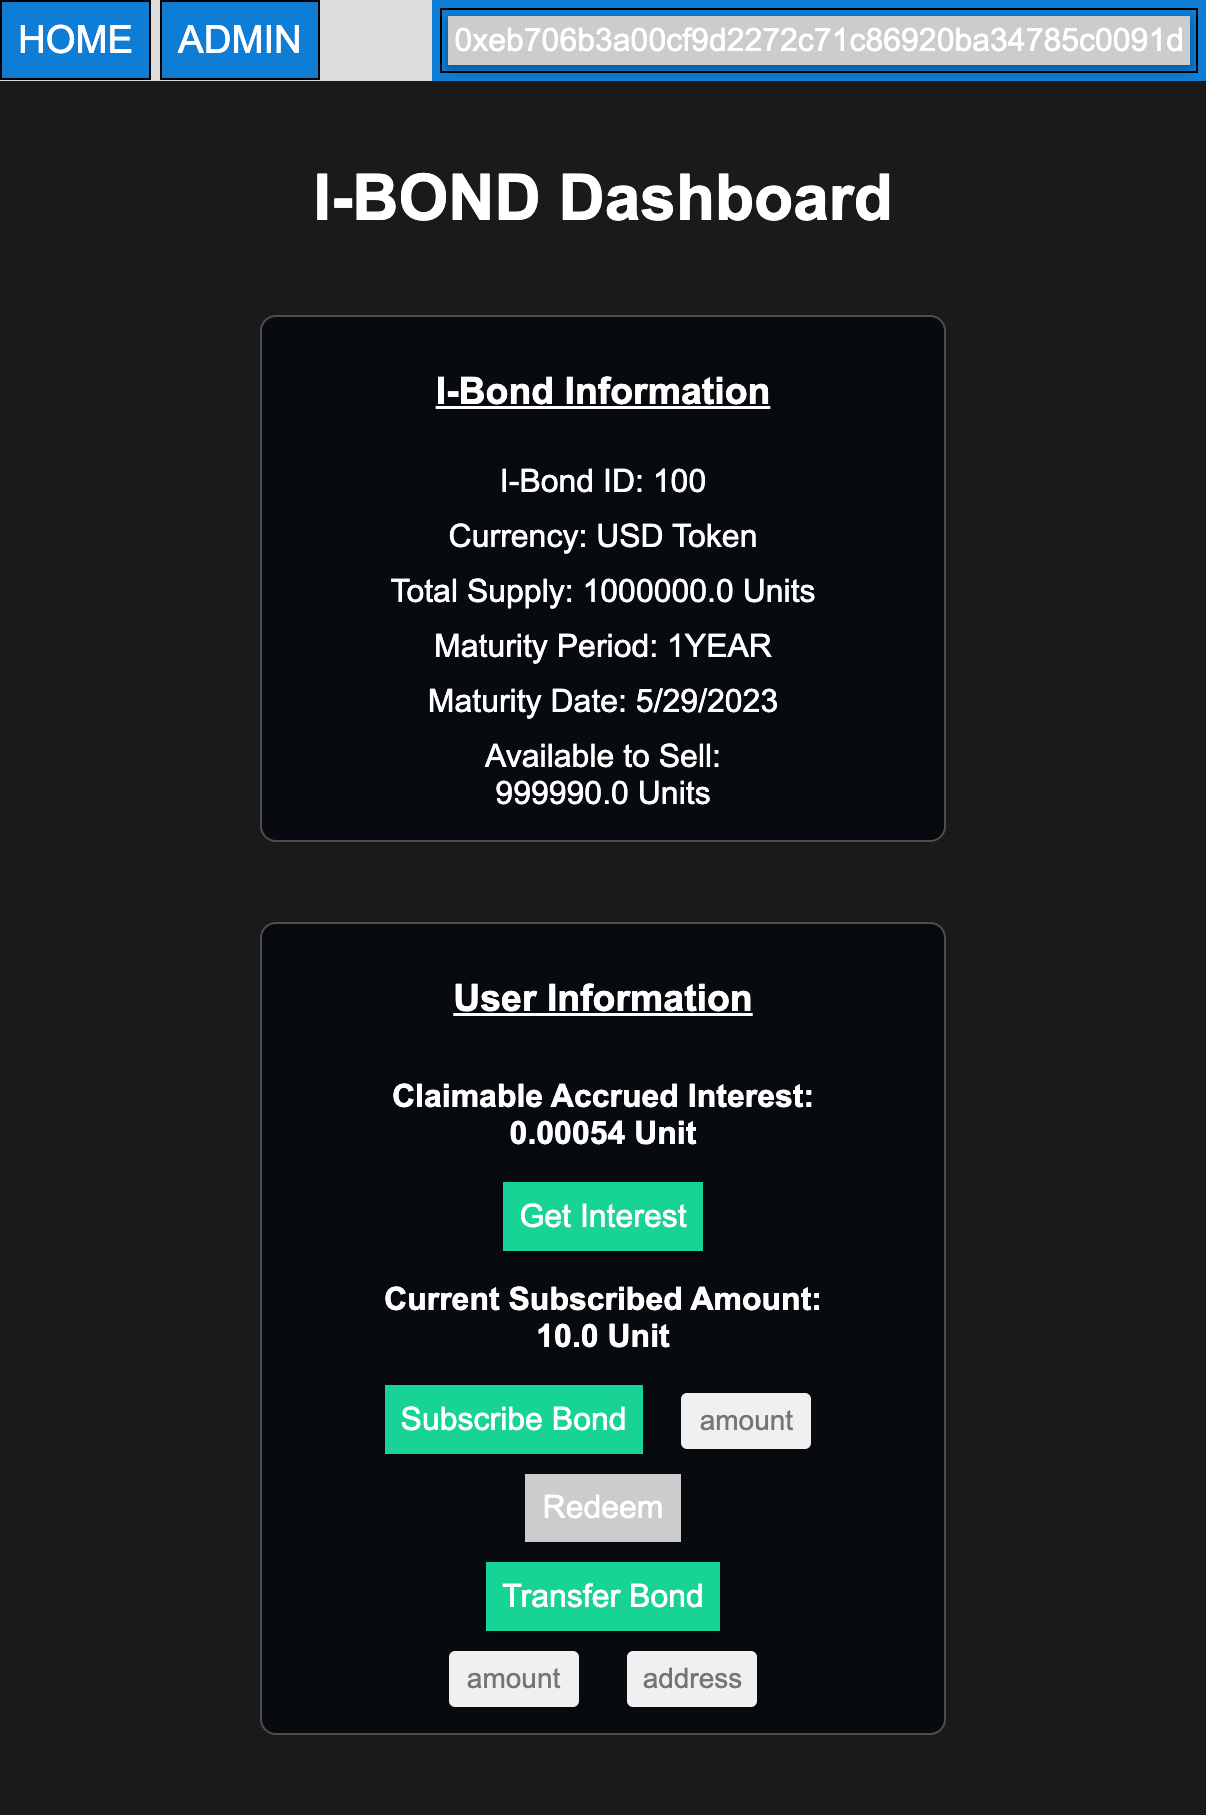 HOME ADMIN 0xeb706b3a00cf9d2272c71c86920ba34785c0091d
I-BOND Dashboard
I-Bond Information
I-Bond ID: 100
Currency: USD Token
Total Supply: 1000000.0 Units
Maturity Period: 1YEAR
Maturity Date: 5/29/2023
Available to Sell:
999990.0 Units
User Information
Claimable Accrued Interest:
0.00054 Unit
Get Interest
Current Subscribed Amount:
10.0 Unit
Subscribe Bond amount
Redeem
Transfer Bond
amount address